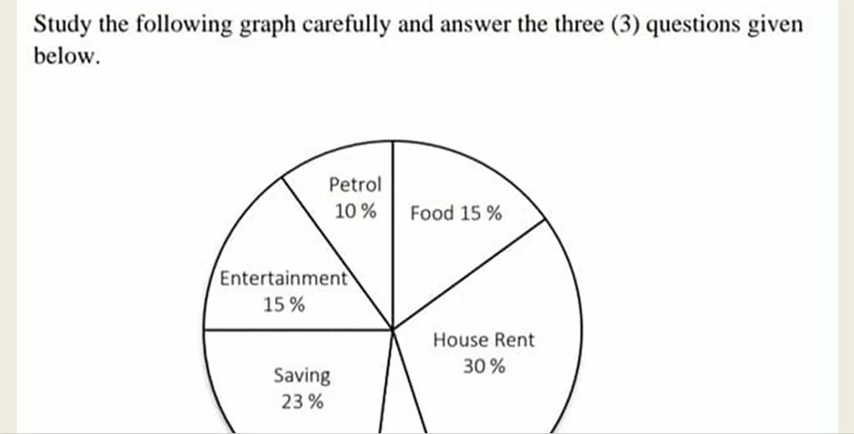 Study the following graph carefully and answer the three (3) questions given
below.
Petrol
10 %
Food 15 %
Entertainment
15 %
House Rent
30 %
Saving
23 %